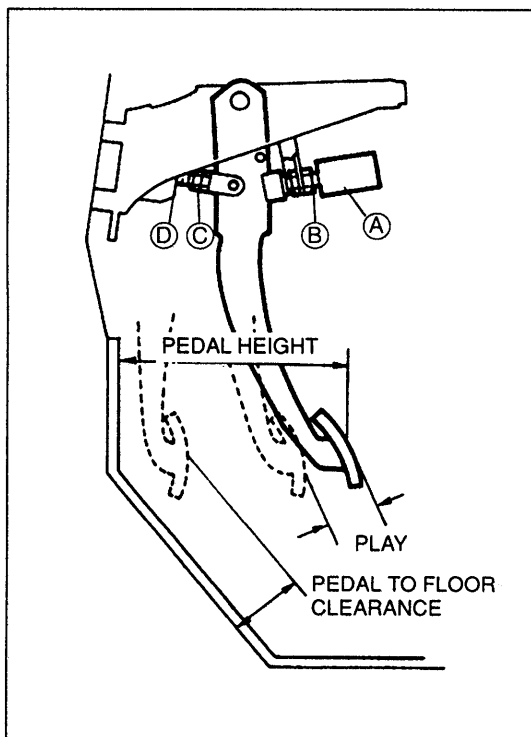 Ⓓ Ⓒ Ⓑ Ⓐ
PEDAL HEIGHT
PLAY
PEDAL TO FLOOR
CLEARANCE